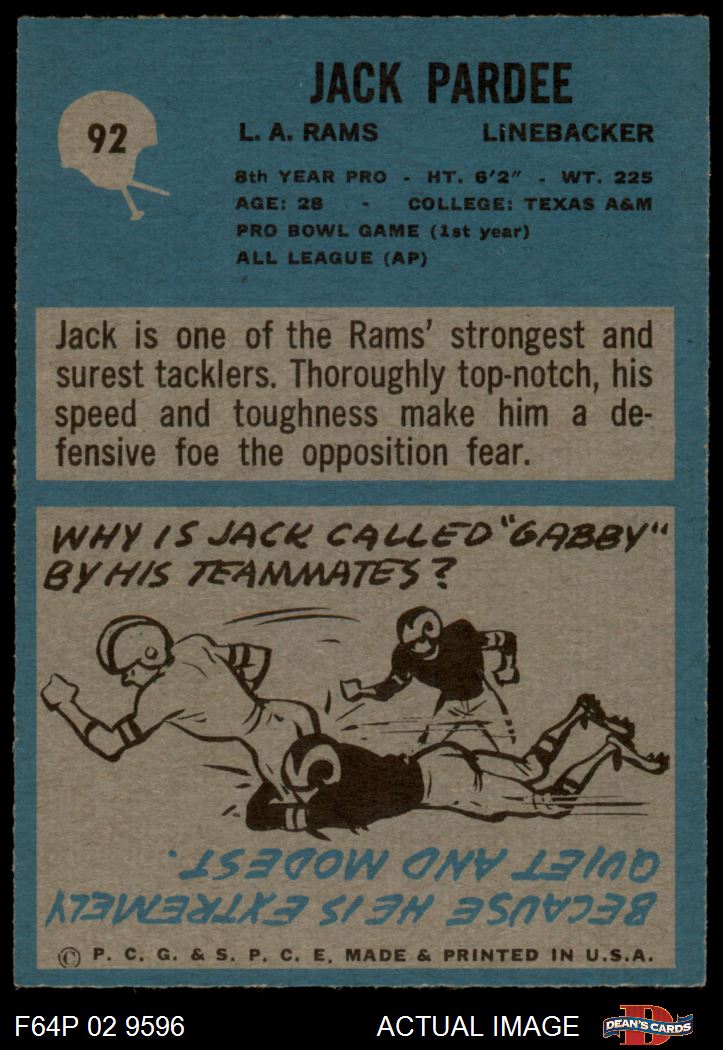 JACK PARDEE
92
L. A. RAMS LINEBACKER
8th YEAR PRO - HT. 6'2" - WT. 225
AGE: 28 - COLLEGE: TEXAS A&M
PRO BOWL GAME (1st year)
ALL LEAGUE (AP)
Jack is one of the Rams' strongest and
surest tacklers. Thoroughly top-notch, his
speed and toughness make him a de-
fensive foe the opposition fear.
WHY IS JACK CALLED "GABBY"
BY HIS TEAMMATES?
BECAUSE HE IS EXTREMELY
QUIET AND MODEST.
© P. C. G. & S. P. C. E. MADE & PRINTED IN U.S.A.
F64P 02 9596 ACTUAL IMAGE
D
DEAN'S CARDS